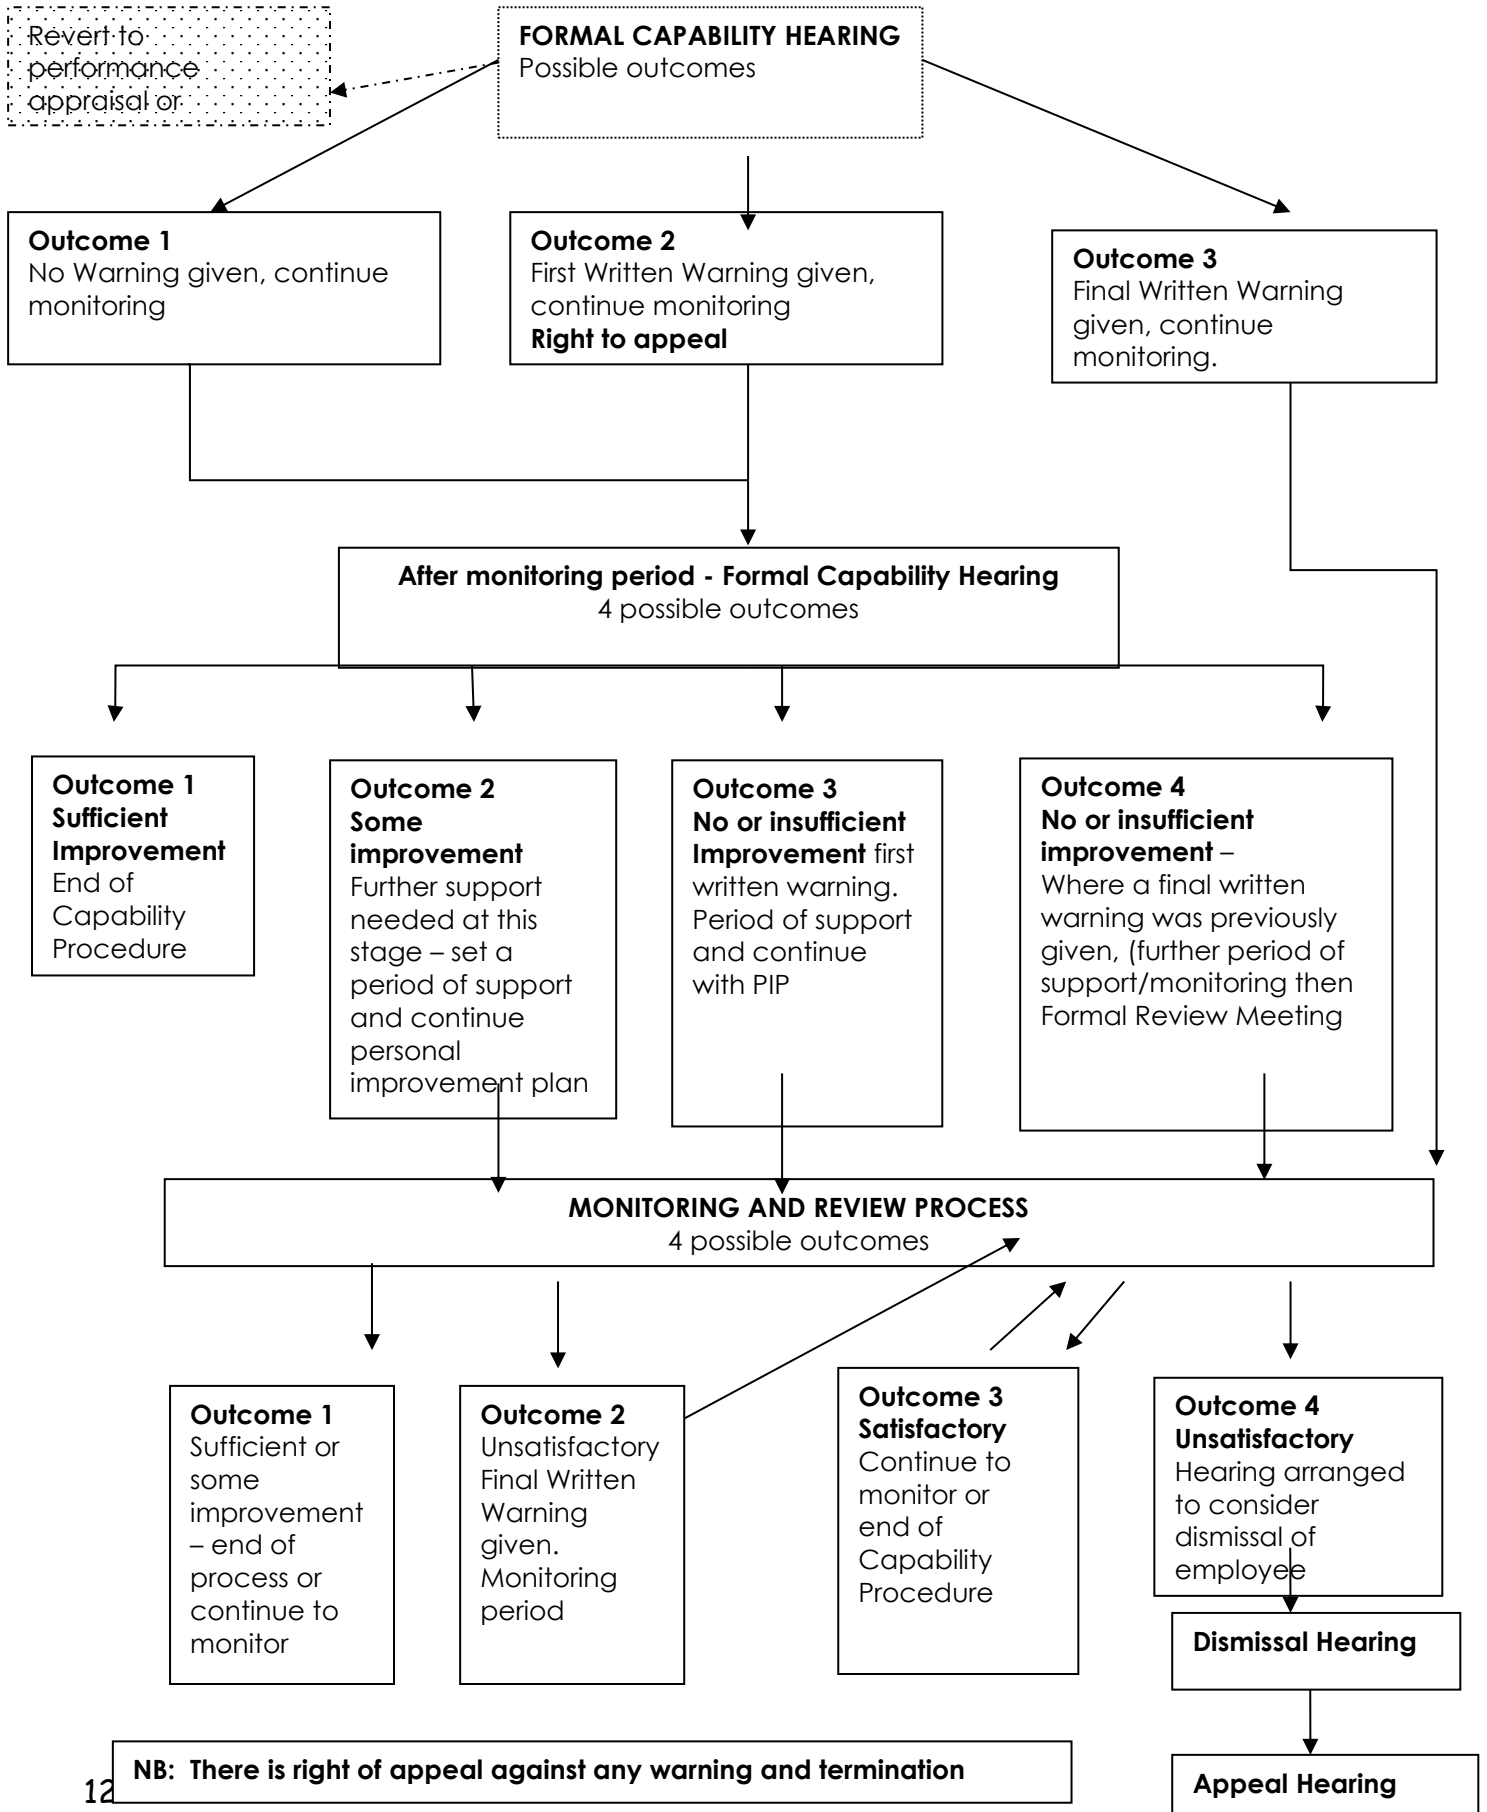 Revert to
performance
appraisal or
FORMAL CAPABILITY HEARING
Possible outcomes
Outcome 1
No Warning given, continue
monitoring
Outcome 2
First Written Warning given,
continue monitoring
Right to appeal
Outcome 3
Final Written Warning
given, continue
monitoring.
After monitoring period - Formal Capability Hearing
4 possible outcomes
Outcome 1
Sufficient
Improvement
End of
Capability
Procedure
Outcome 2
Some
improvement
Further support
needed at this
stage – set a
period of support
and continue
personal
improvement plan
Outcome 3
No or insufficient
Improvement first
written warning.
Period of support
and continue
with PIP
Outcome 4
No or insufficient
improvement –
Where a final written
warning was previously
given, (further period of
support/monitoring then
Formal Review Meeting
MONITORING AND REVIEW PROCESS
4 possible outcomes
Outcome 1
Sufficient or
some
improvement
– end of
process or
continue to
monitor
Outcome 2
Unsatisfactory
Final Written
Warning
given.
Monitoring
period
Outcome 3
Satisfactory
Continue to
monitor or
end of
Capability
Procedure
Outcome 4
Unsatisfactory
Hearing arranged
to consider
dismissal of
employee
Dismissal Hearing
Appeal Hearing
NB: There is right of appeal against any warning and termination
12